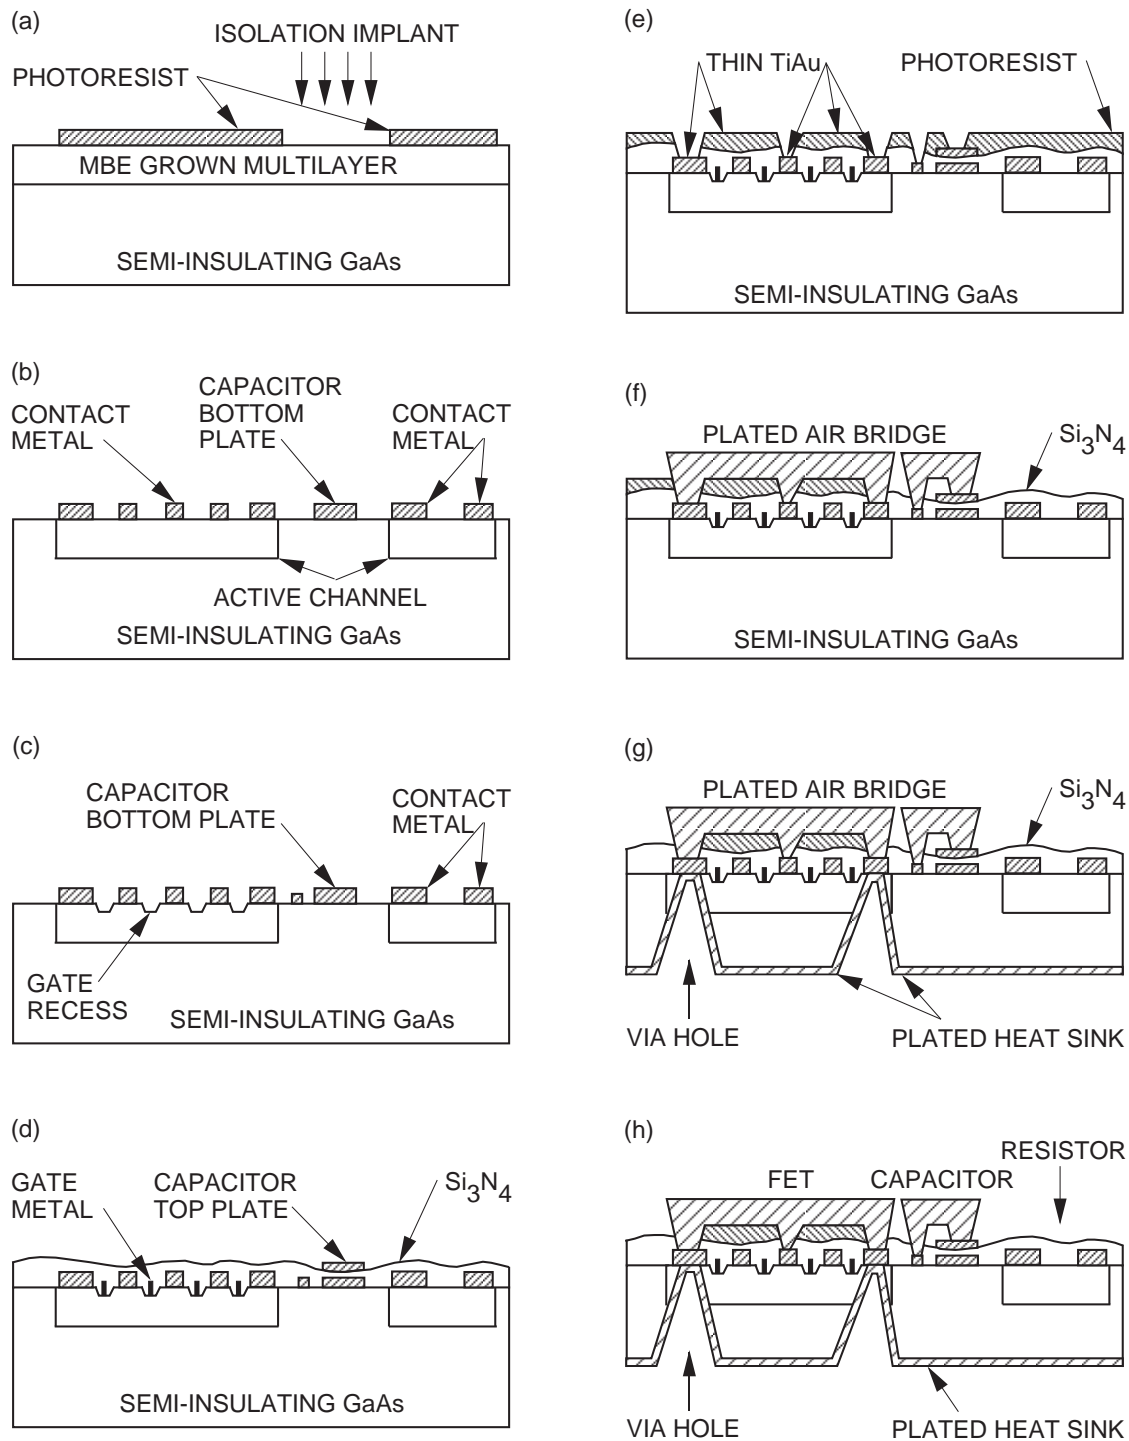 (a)
ISOLATION IMPLANT
PHOTORESIST
MBE GROWN MULTILAYER
SEMI-INSULATING GaAs
(b)
CONTACT
METAL
CAPACITOR
BOTTOM
PLATE
CONTACT
METAL
ACTIVE CHANNEL
SEMI-INSULATING GaAs
(c)
CAPACITOR
BOTTOM PLATE
CONTACT
METAL
GATE
RECESS
SEMI-INSULATING GaAs
(d)
GATE
METAL
CAPACITOR
TOP PLATE
Si3N4
SEMI-INSULATING GaAs
(e)
THIN TiAu
PHOTORESIST
SEMI-INSULATING GaAs
(f)
PLATED AIR BRIDGE
Si3N4
SEMI-INSULATING GaAs
(g)
PLATED AIR BRIDGE
Si3N4
VIA HOLE
PLATED HEAT SINK
(h)
RESISTOR
FET
CAPACITOR
VIA HOLE
PLATED HEAT SINK